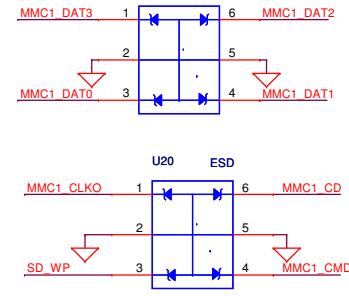 MMC1_DAT3 1 6 MMC1_DAT2
2 5
MMC1_DAT0 3 4 MMC1_DAT1
U20 ESD
MMC1_CLKO 1 6 MMC1_CD
2 5
SD_WP 3 4 MMC1_CMD